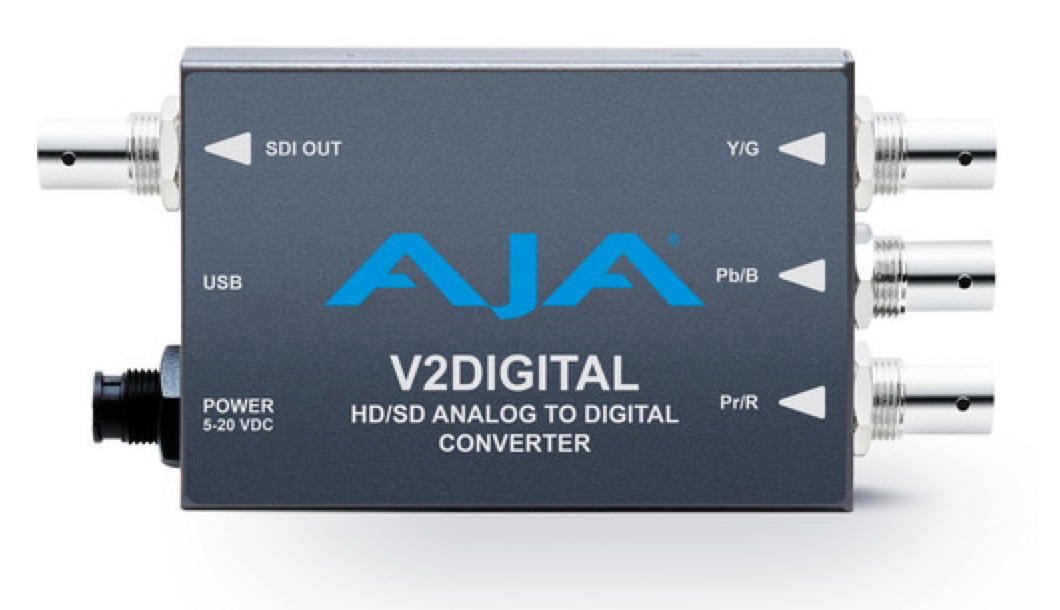 SDI OUT
Y/G
AJA®
USB
Pb/B
V2DIGITAL
POWER
5-20 VDC
HD/SD ANALOG TO DIGITAL
CONVERTER
Pr/R